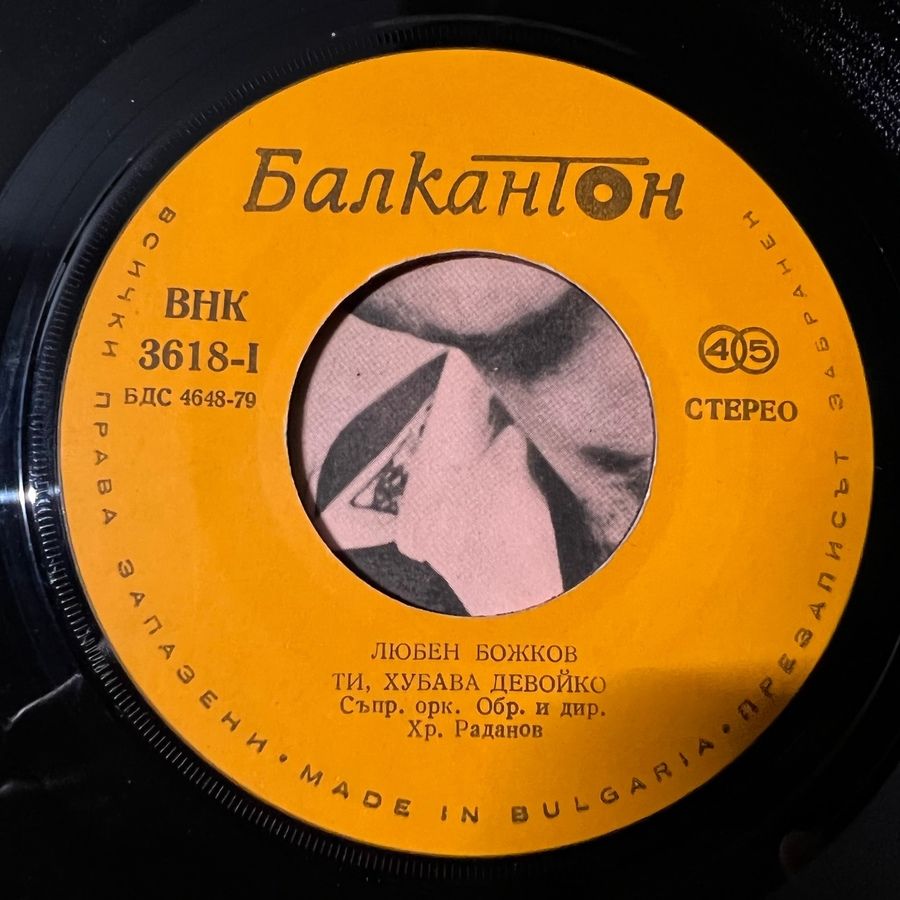 Балкантон
ВНК
3618-I
БДС 4648-79
45
СТЕРЕО
ЛЮБЕН БОЖКОВ
ТИ, ХУБАВА ДЕВОЙКО
Съпр. орк. Обр. и дир.
Хр. Раданов
ВСИЧКИ ПРАВА ЗАПАЗЕНИ • MADE IN BULGARIA • ПРЕЗАПИСЪТ ЗАБРАНЕН